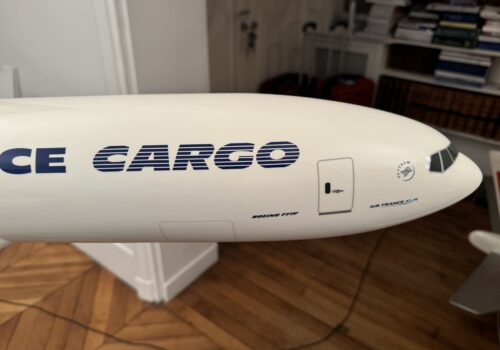 CE CARGO
BOEING 777F
AIR FRANCE KLM